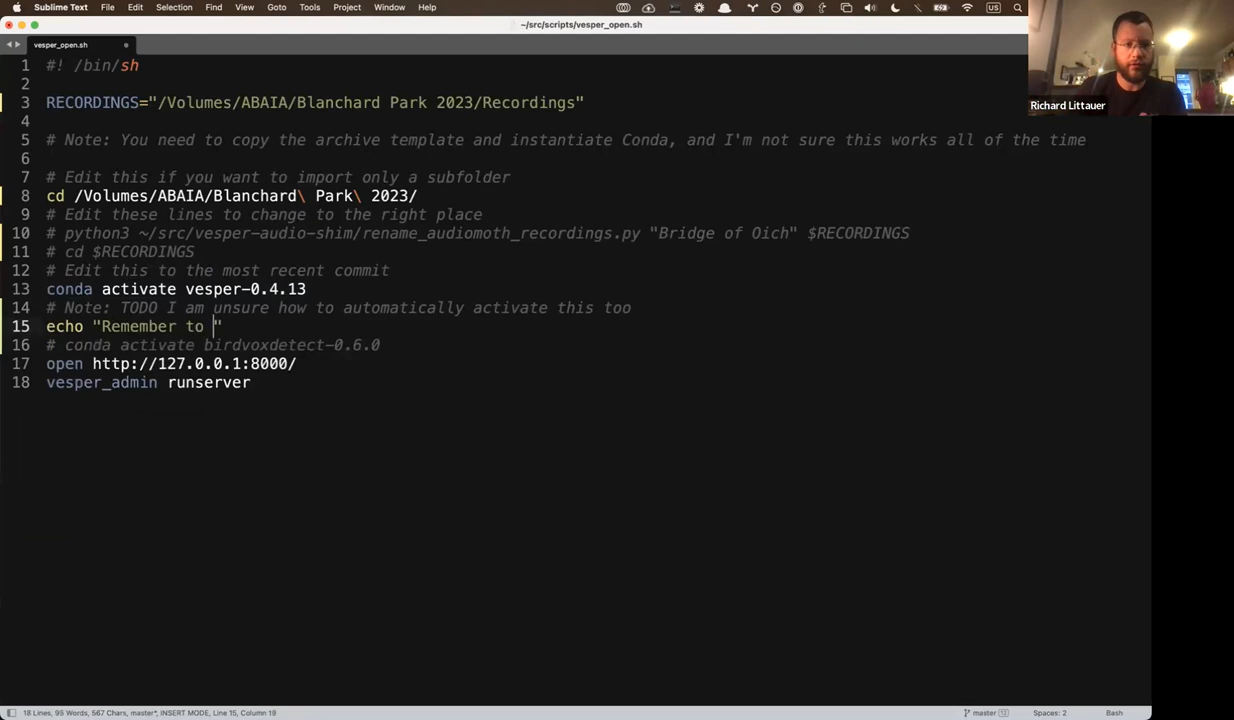 Sublime Text File Edit Selection Find View Goto Tools Project Window Help US
~/src/scripts/vesper_open.sh
vesper_open.sh
1 #! /bin/sh
2
3 RECORDINGS="/Volumes/ABAIA/Blanchard Park 2023/Recordings"
4
5 # Note: You need to copy the archive template and instantiate Conda, and I'm not sure this works all of the time
6
7 # Edit this if you want to import only a subfolder
8 cd /Volumes/ABAIA/Blanchard\ Park\ 2023/
9 # Edit these lines to change to the right place
10 # python3 ~/src/vesper-audio-shim/rename_audiomoth_recordings.py "Bridge of Oich" $RECORDINGS
11 # cd $RECORDINGS
12 # Edit this to the most recent commit
13 conda activate vesper-0.4.13
14 # Note: TODO I am unsure how to automatically activate this too
15 echo "Remember to "
16 # conda activate birdvoxdetect-0.6.0
17 open http://127.0.0.1:8000/
18 vesper_admin runserver
Richard Littauer
18 Lines, 95 Words, 567 Chars, master*, INSERT MODE, Line 15, Column 19 master 12 Spaces: 2 Bash